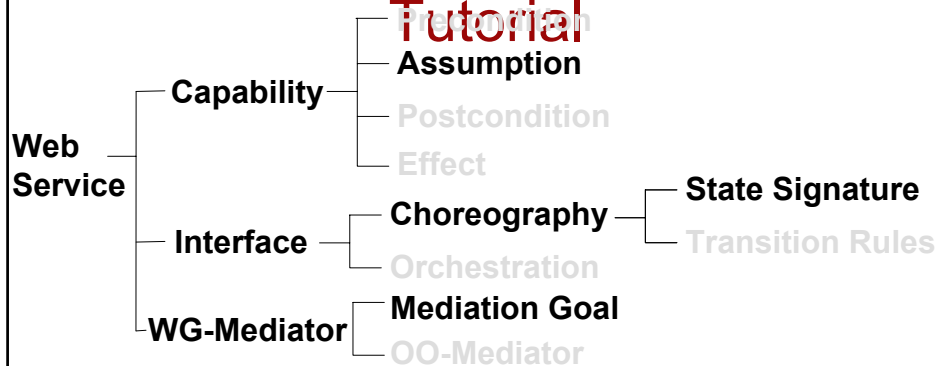 Tutorial
Precondition
Assumption
Capability
Postcondition
Web
Service
Effect
State Signature
Choreography
Interface
Transition Rules
Orchestration
Mediation Goal
WG-Mediator
OO-Mediator